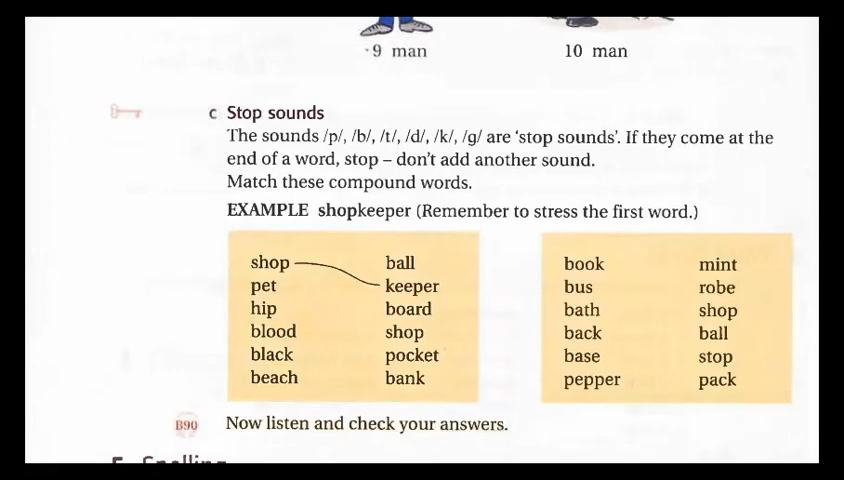 9 man
10 man
c Stop sounds
The sounds /p/, /b/, /t/, /d/, /k/, /g/ are ‘stop sounds’. If they come at the
end of a word, stop – don’t add another sound.
Match these compound words.
EXAMPLE shopkeeper (Remember to stress the first word.)
shop ball
pet keeper
hip board
blood shop
black pocket
beach bank
book mint
bus robe
bath shop
back ball
base stop
pepper pack
B90 Now listen and check your answers.
5 Spelling